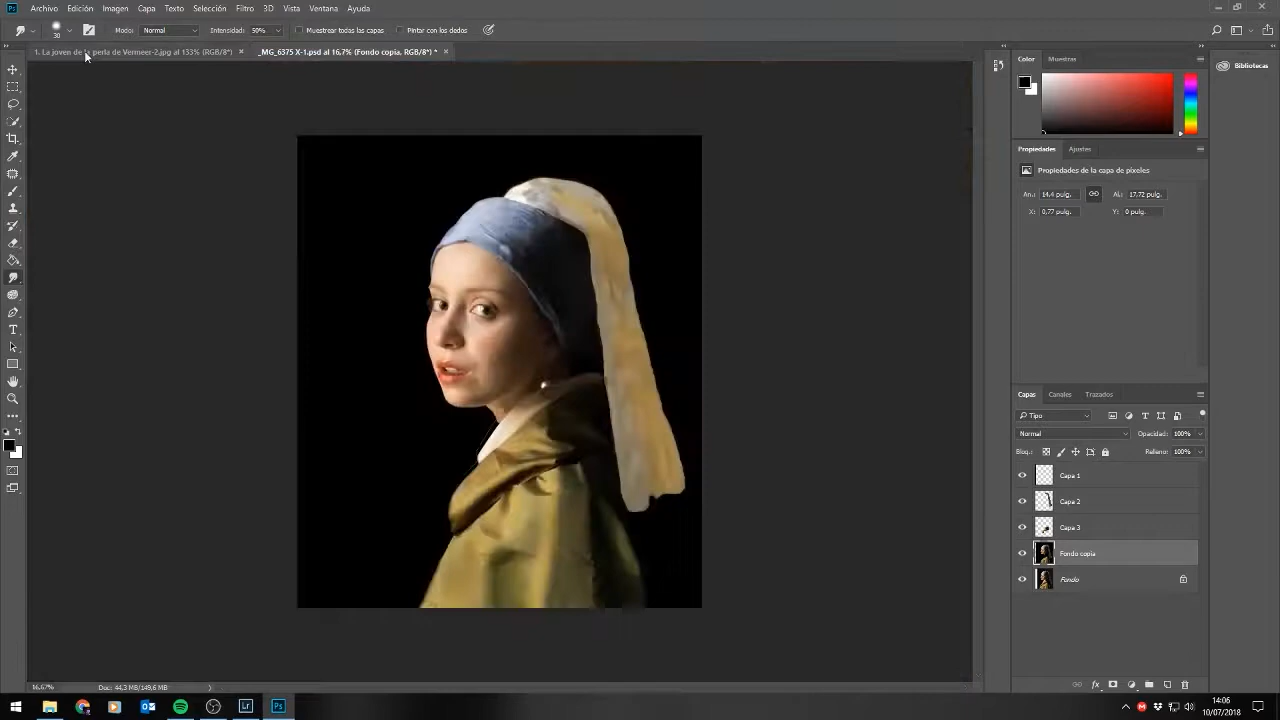 Archivo Edición Imagen Capa Texto Selección Filtro 3D Vista Ventana Ayuda
30 Modo: Normal Intensidad: 50% Muestrear todas las capas Pintar con los dedos
1. La joven de la perla de Vermeer-2.jpg al 133% (RGB/8*) × _MG_6375 X-1.psd al 16,7% (Fondo copia, RGB/8*) * ×
Color Muestras
Bibliotecas
Propiedades Ajustes
Propiedades de la capa de píxeles
An.: 14,4 pulg. Al.: 17,72 pulg.
X: 0,77 pulg. Y: 0 pulg.
Capas Canales Trazados
Tipo
Normal Opacidad: 100%
Bloq.: Relleno: 100%
Capa 1
Capa 2
Capa 3
Fondo copia
Fondo
16,67% Doc: 44,3 MB/149,6 MB
14:06
10/07/2018